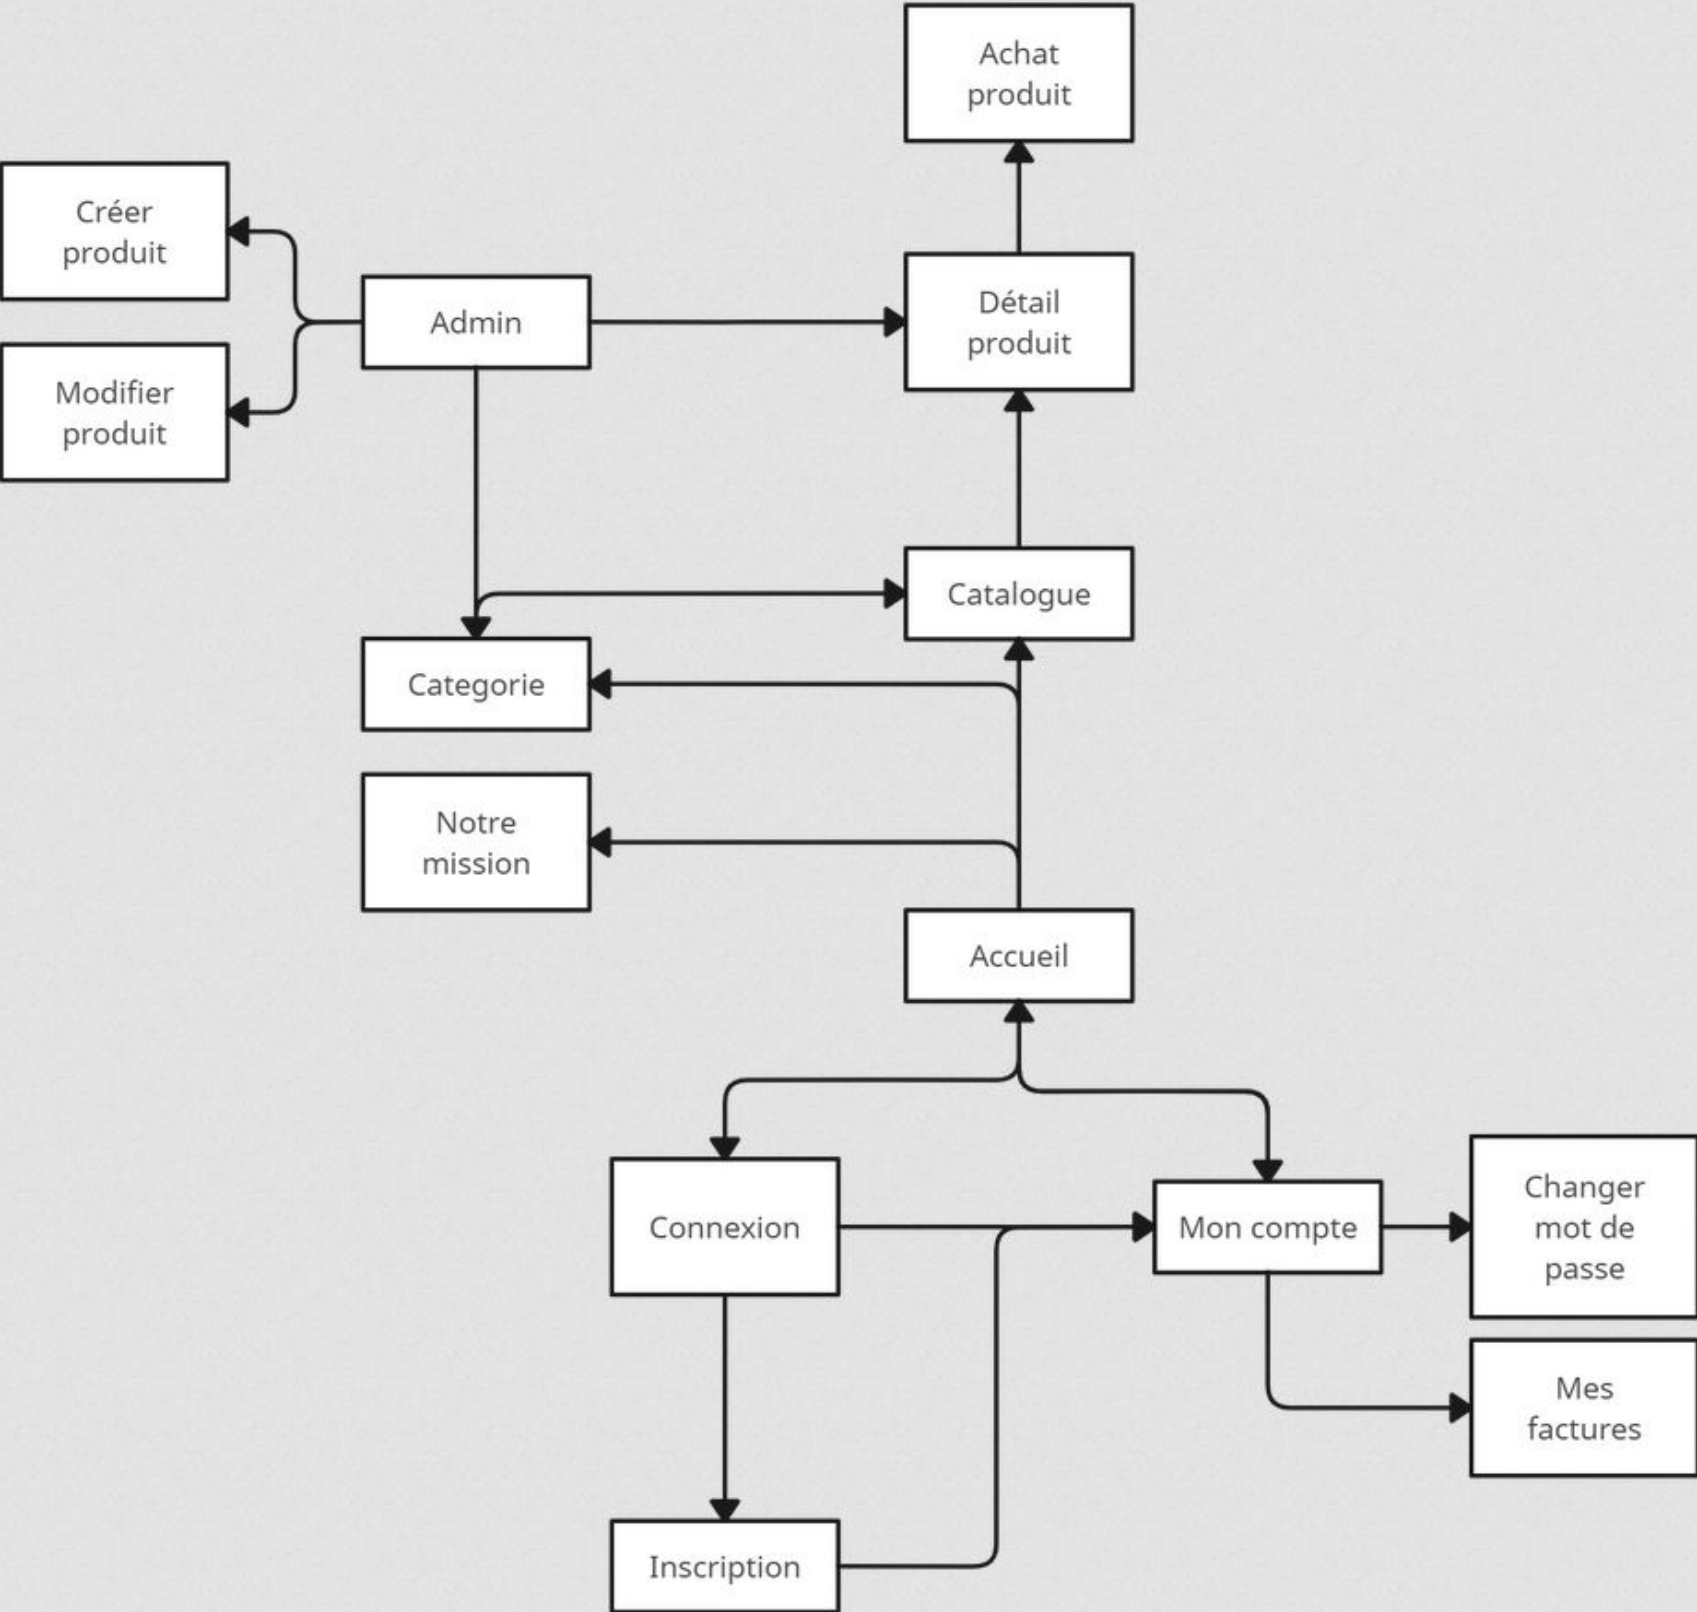 Achat
produit
Créer
produit
Admin
Détail
produit
Modifier
produit
Catalogue
Categorie
Notre
mission
Accueil
Connexion
Mon compte
Changer
mot de
passe
Mes
factures
Inscription